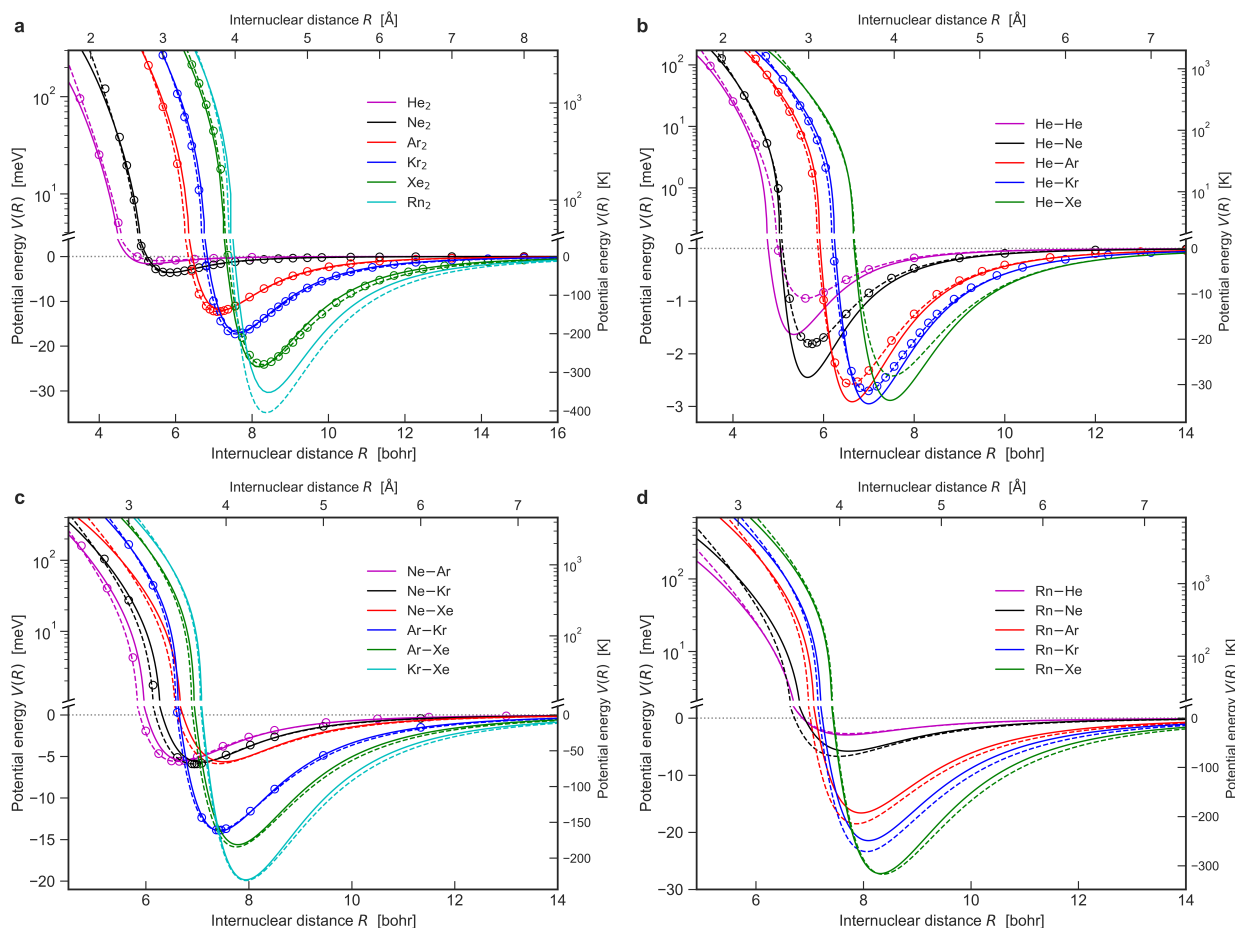 a
Internuclear distance R [Å]
2 3 4 5 6 7 8
Potential energy V(R) [meV]
10²
10¹
0
−10
−20
−30
He₂
Ne₂
Ar₂
Kr₂
Xe₂
Rn₂
10³
10²
0
−100
−200
−300
−400
Potential energy V(R) [K]
4 6 8 10 12 14 16
Internuclear distance R [bohr]
b
Internuclear distance R [Å]
2 3 4 5 6 7
Potential energy V(R) [meV]
10²
10¹
10⁰
0
−1
−2
−3
He−He
He−Ne
He−Ar
He−Kr
He−Xe
10³
10²
10¹
0
−10
−20
−30
Potential energy V(R) [K]
4 6 8 10 12 14
Internuclear distance R [bohr]
c
Internuclear distance R [Å]
3 4 5 6 7
Potential energy V(R) [meV]
10²
10¹
0
−5
−10
−15
−20
Ne−Ar
Ne−Kr
Ne−Xe
Ar−Kr
Ar−Xe
Kr−Xe
10³
10²
0
−50
−100
−150
−200
Potential energy V(R) [K]
6 8 10 12 14
Internuclear distance R [bohr]
d
Internuclear distance R [Å]
3 4 5 6 7
Potential energy V(R) [meV]
10²
10¹
0
−10
−20
−30
Rn−He
Rn−Ne
Rn−Ar
Rn−Kr
Rn−Xe
10³
10²
0
−100
−200
−300
Potential energy V(R) [K]
6 8 10 12 14
Internuclear distance R [bohr]